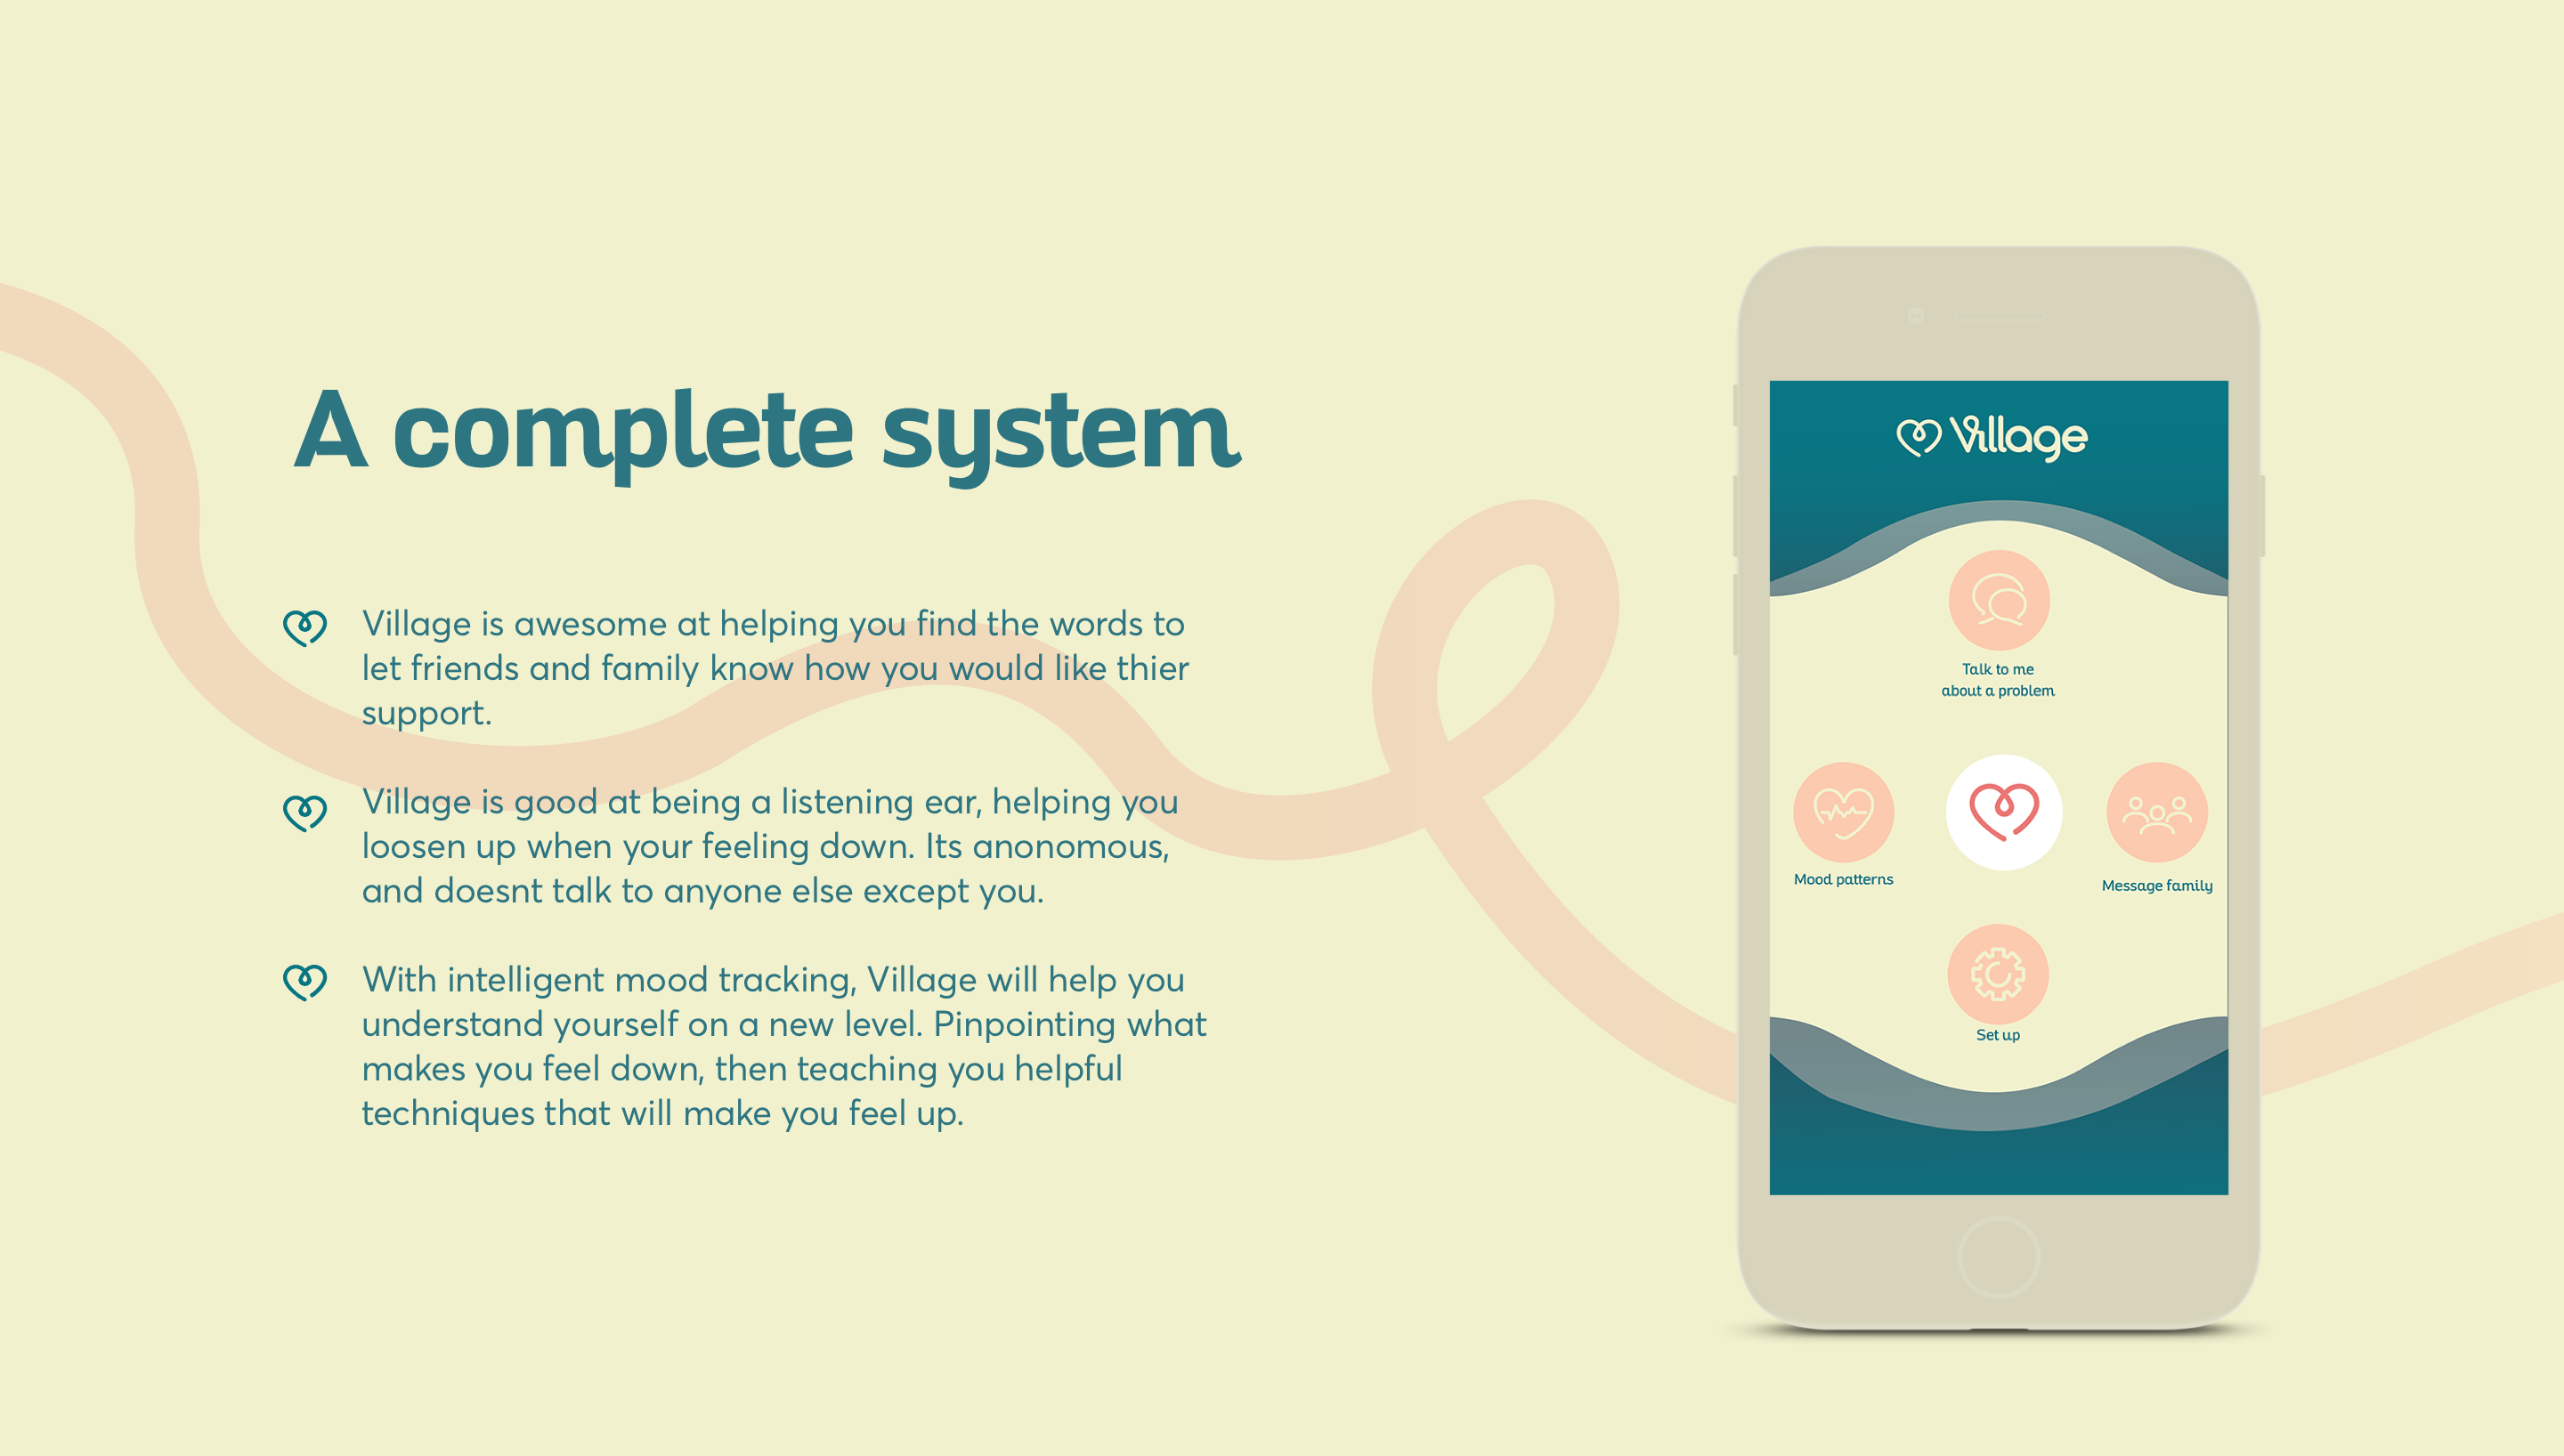 A complete system
Village is awesome at helping you find the words to
let friends and family know how you would like thier
support.
Village is good at being a listening ear, helping you
loosen up when your feeling down. Its anonomous,
and doesnt talk to anyone else except you.
With intelligent mood tracking, Village will help you
understand yourself on a new level. Pinpointing what
makes you feel down, then teaching you helpful
techniques that will make you feel up.
Village
Talk to me
about a problem
Mood patterns
Message family
Set up